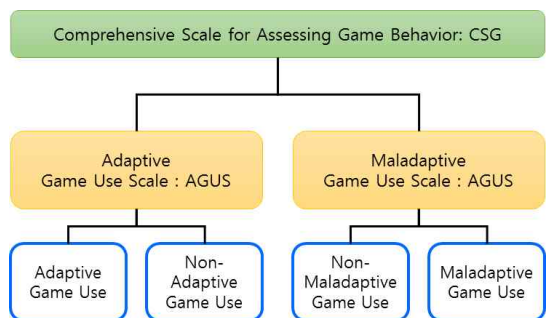 Comprehensive Scale for Assessing Game Behavior: CSG
Adaptive
Game Use Scale : AGUS
Maladaptive
Game Use Scale : AGUS
Adaptive
Game Use
Non-
Adaptive
Game Use
Non-
Maladaptive
Game Use
Maladaptive
Game Use